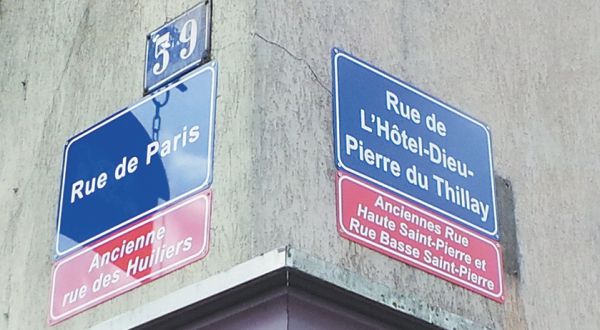 59
Rue de Paris
Ancienne
rue des Huiliers
Rue de
L'Hôtel-Dieu-
Pierre du Thillay
Anciennes Rue
Haute Saint-Pierre et
Rue Basse Saint-Pierre